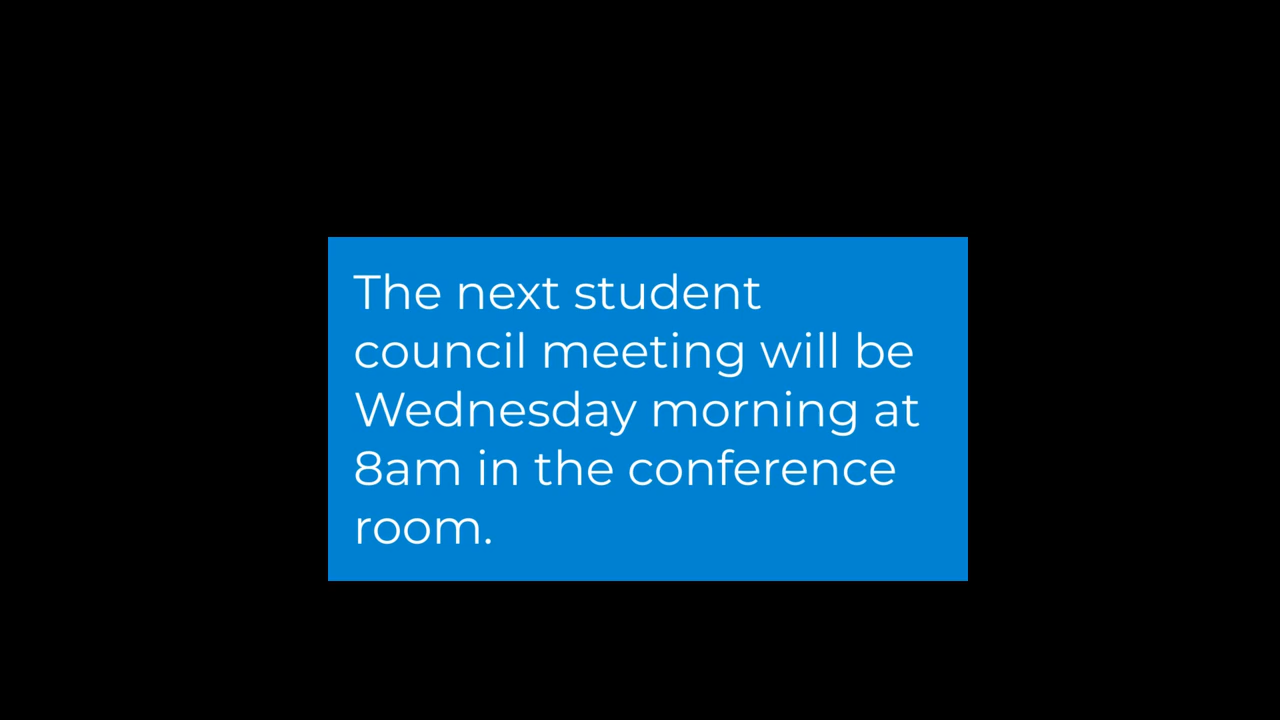 The next student
council meeting will be
Wednesday morning at
8am in the conference
room.